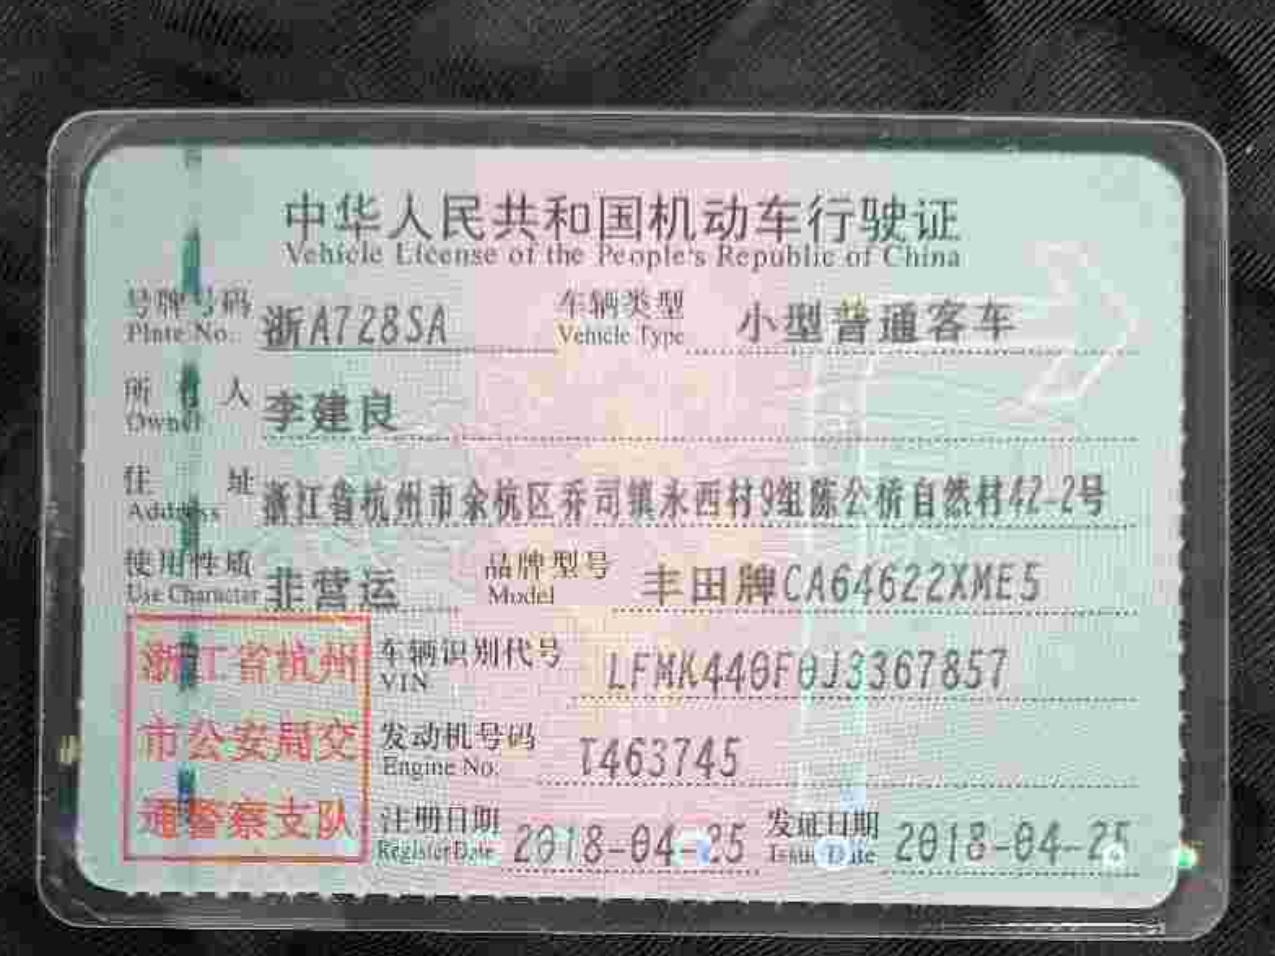 中华人民共和国机动车行驶证
Vehicle License of the People's Republic of China
号牌号码 浙A728SA 车辆类型 小型普通客车
Plate No. Vehicle Type
所有人 李建良
Owner
住址 浙江省杭州市余杭区乔司镇永西村9组陈公桥自然村42-2号
Address
使用性质 非营运 品牌型号 丰田牌CA64622XME5
Use Character Model
浙江省杭州 车辆识别代号 LFMK440F0J3367857
VIN
市公安局交 发动机号码 T463745
Engine No.
通警察支队 注册日期 2018-04-25 发证日期 2018-04-25
Register Date Issue Date